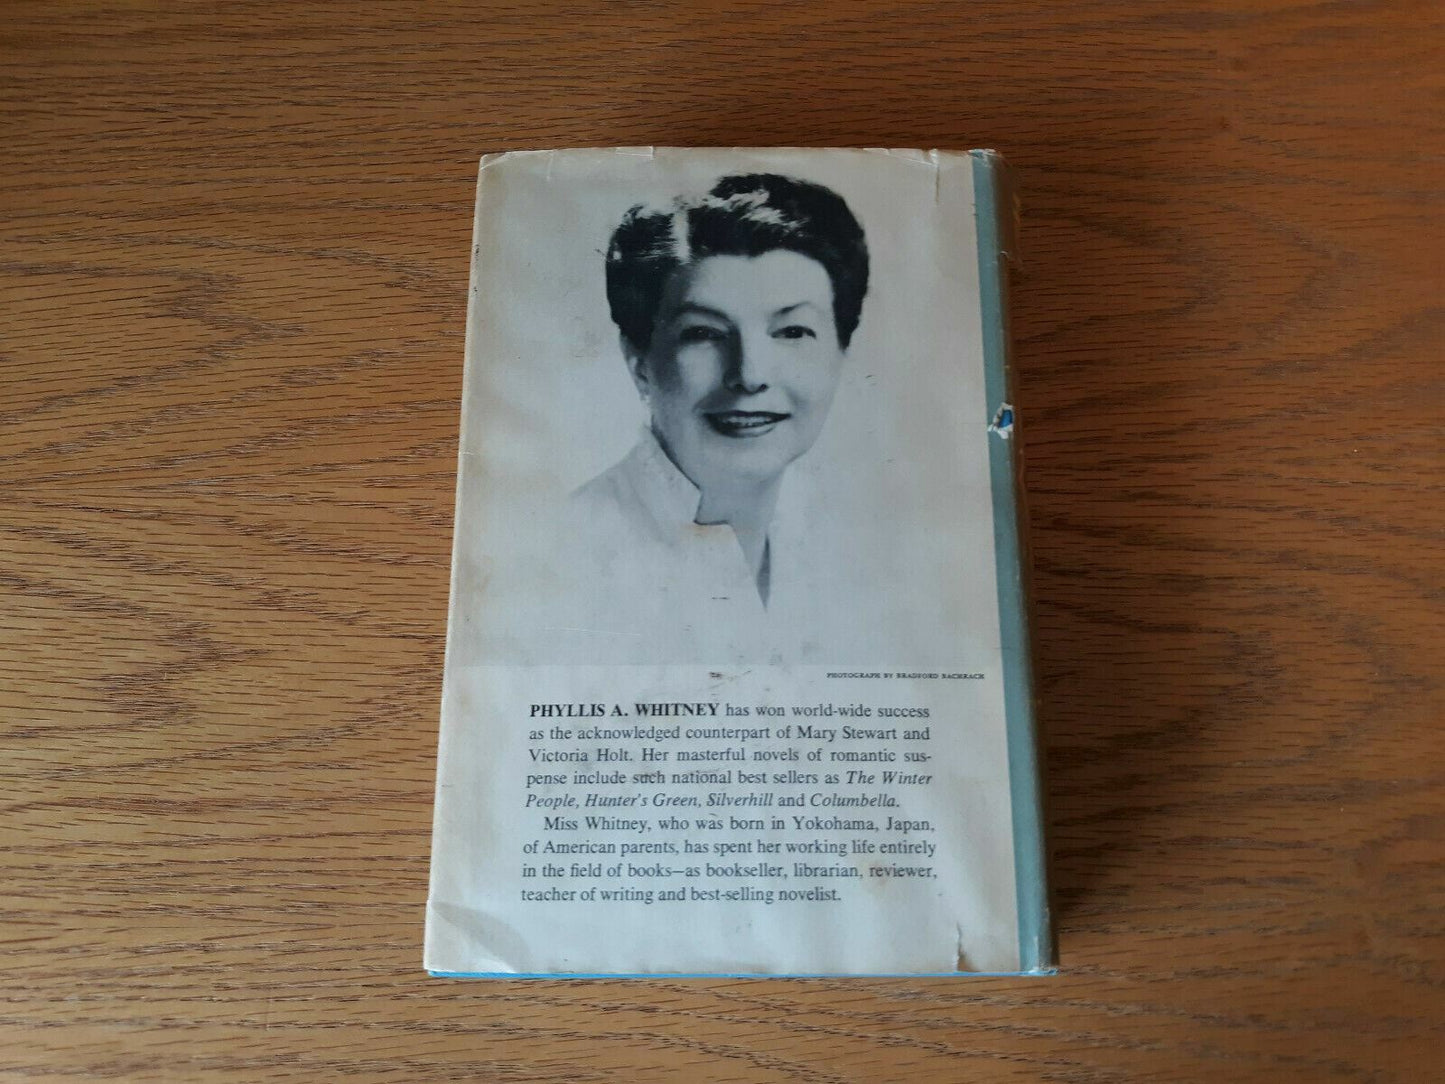 PHOTOGRAPH BY BRADFORD BACHRACH
PHYLLIS A. WHITNEY has won world-wide success
as the acknowledged counterpart of Mary Stewart and
Victoria Holt. Her masterful novels of romantic sus-
pense include such national best sellers as The Winter
People, Hunter's Green, Silverhill and Columbella.
Miss Whitney, who was born in Yokohama, Japan,
of American parents, has spent her working life entirely
in the field of books—as bookseller, librarian, reviewer,
teacher of writing and best-selling novelist.